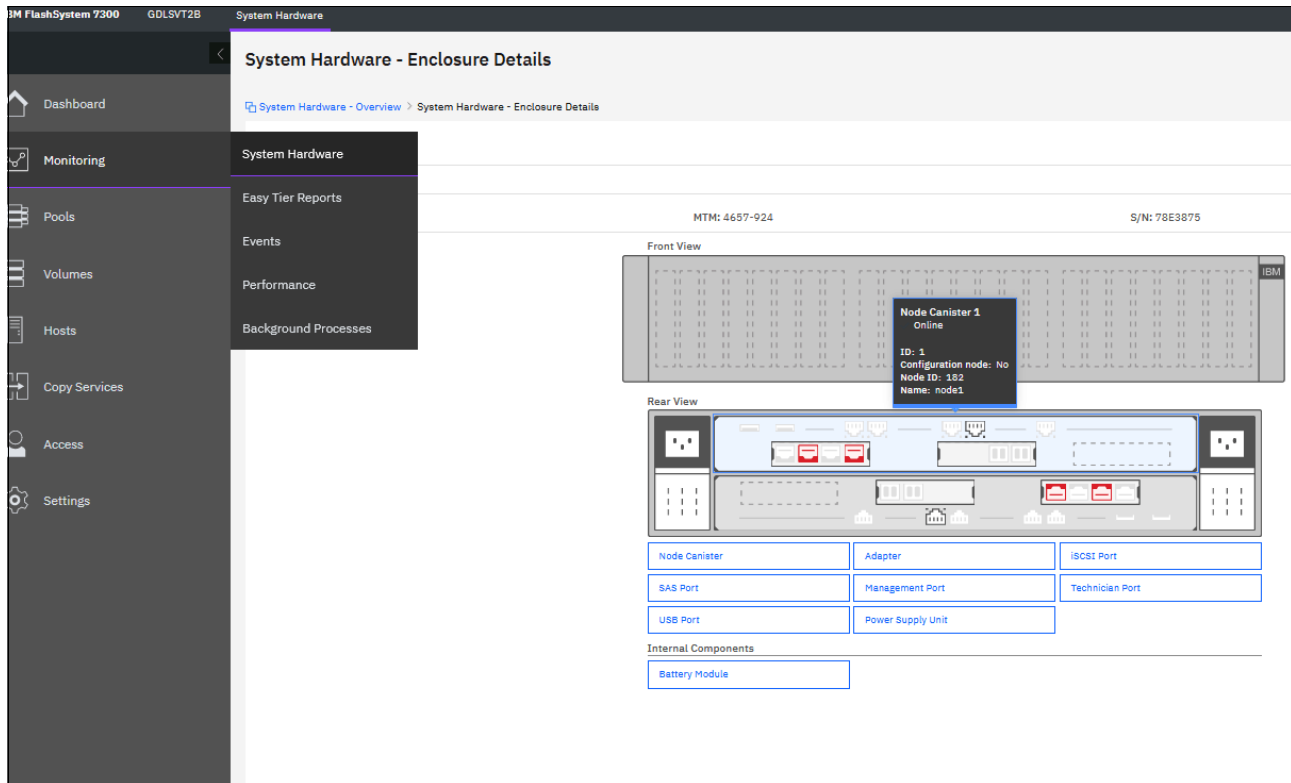 BM FlashSystem 7300 GDLSVT2B System Hardware
System Hardware - Enclosure Details
System Hardware - Overview > System Hardware - Enclosure Details
Dashboard
Monitoring
Pools
Volumes
Hosts
Copy Services
Access
Settings
System Hardware
Easy Tier Reports
Events
Performance
Background Processes
MTM: 4657-924 S/N: 78E3875
Front View
IBM
Node Canister 1
Online
ID: 1
Configuration node: No
Node ID: 182
Name: node1
Rear View
Node Canister Adapter iSCSI Port
SAS Port Management Port Technician Port
USB Port Power Supply Unit
Internal Components
Battery Module